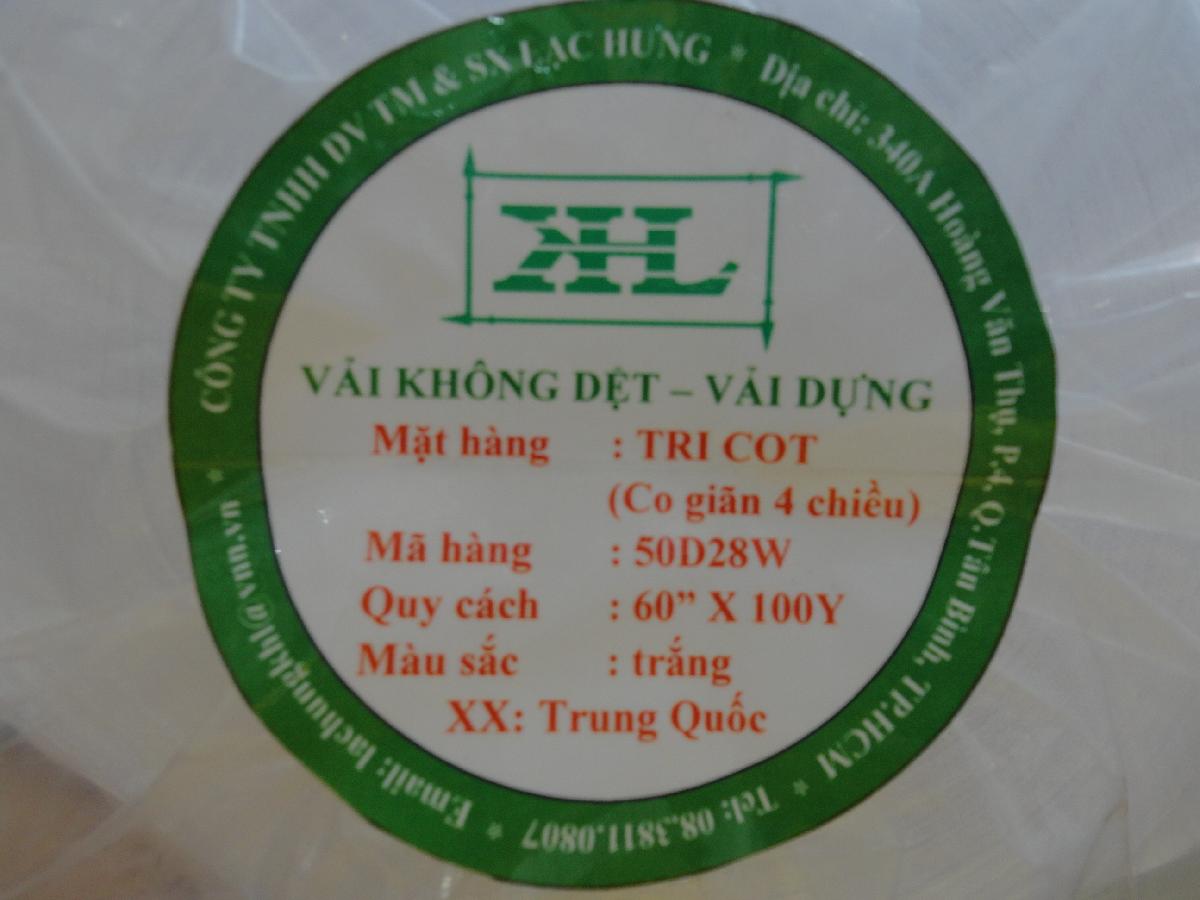 CÔNG TY TNHH DV TM & SX LẠC HƯNG * Địa chỉ: 340A Hoàng Văn Thụ, P.4, Q.Tân Bình, TP.HCM * Tel: 08.3811.0807 * Email: lachungkhl@vnn.vn *
KHL
VẢI KHÔNG DỆT – VẢI DỰNG
Mặt hàng : TRI COT
(Co giãn 4 chiều)
Mã hàng : 50D28W
Quy cách : 60” X 100Y
Màu sắc : trắng
XX: Trung Quốc